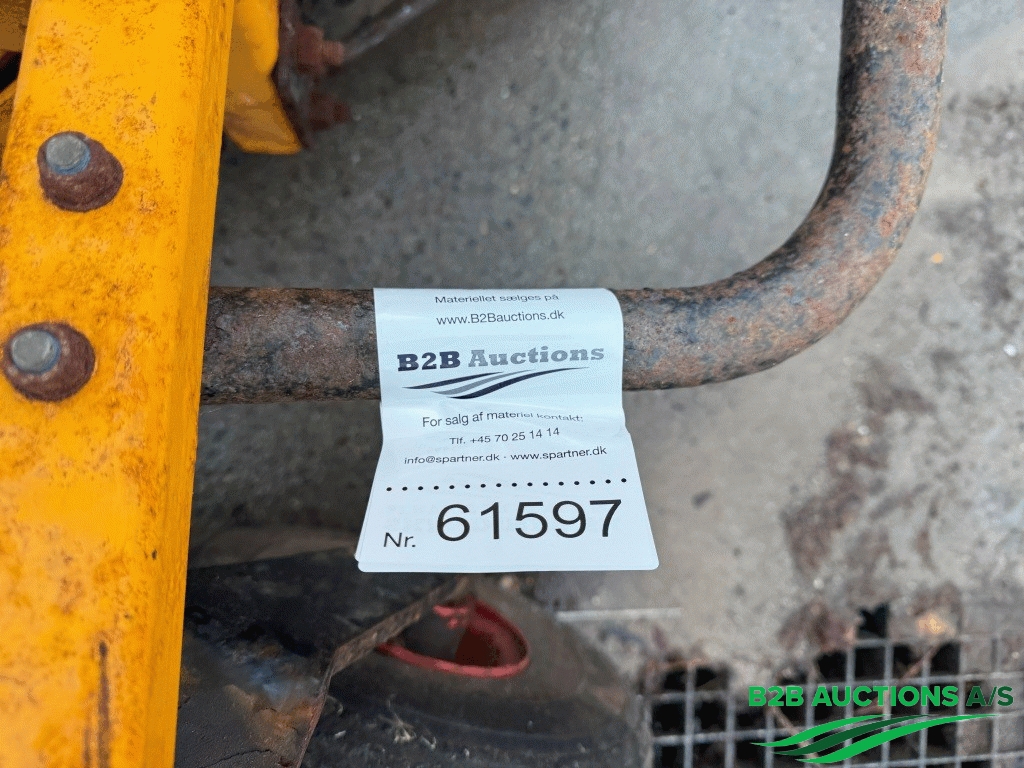 Materiellet sælges på
www.B2Bauctions.dk
B2B Auctions
For salg af materiel kontakt:
Tlf. +45 70 25 14 14
info@spartner.dk · www.spartner.dk
Nr. 61597
B2B AUCTIONS A/S